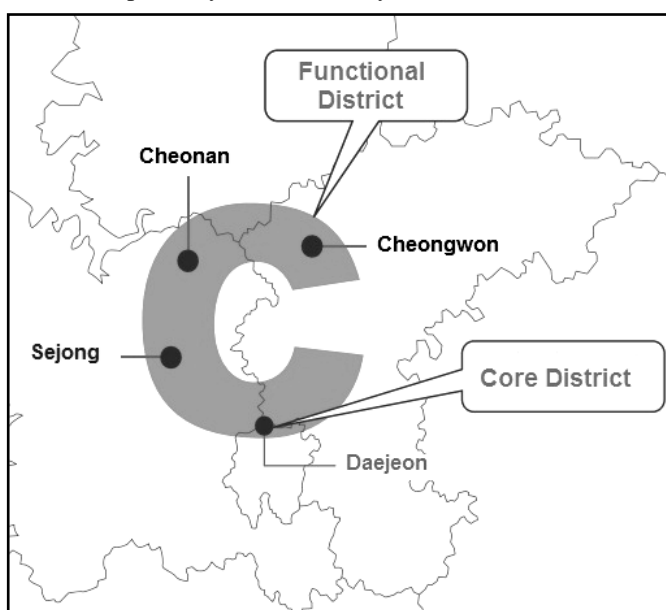 Functional
District
Cheonan
Cheongwon
Sejong
Core District
Daejeon